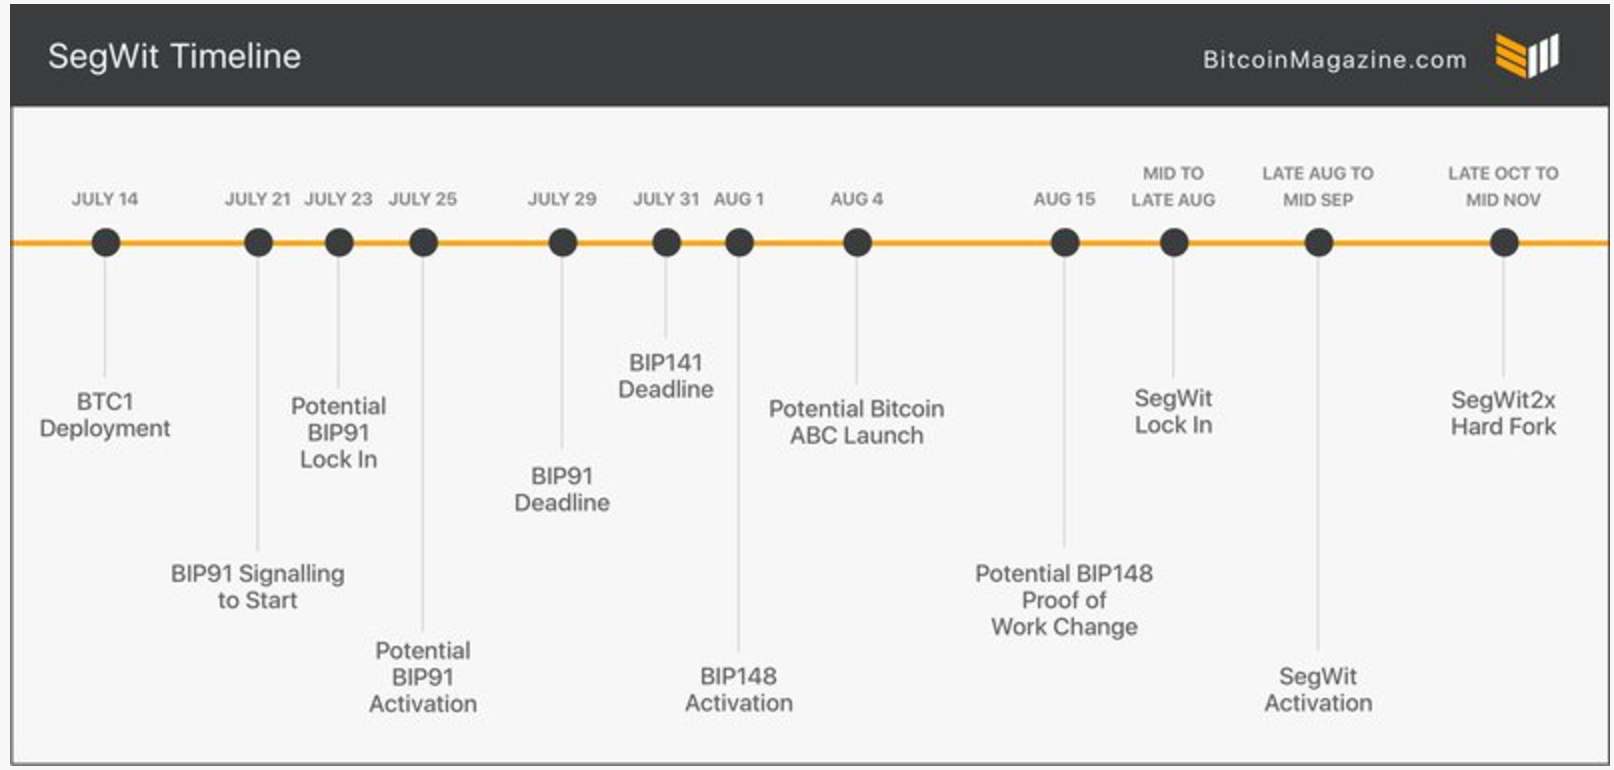 SegWit Timeline
BitcoinMagazine.com
JULY 14
JULY 21
JULY 23
JULY 25
JULY 29
JULY 31
AUG 1
AUG 4
AUG 15
MID TO
LATE AUG
LATE AUG TO
MID SEP
LATE OCT TO
MID NOV
BTC1
Deployment
BIP91 Signalling
to Start
Potential
BIP91
Lock In
Potential
BIP91
Activation
BIP91
Deadline
BIP141
Deadline
BIP148
Activation
Potential Bitcoin
ABC Launch
Potential BIP148
Proof of
Work Change
SegWit
Lock In
SegWit
Activation
SegWit2x
Hard Fork